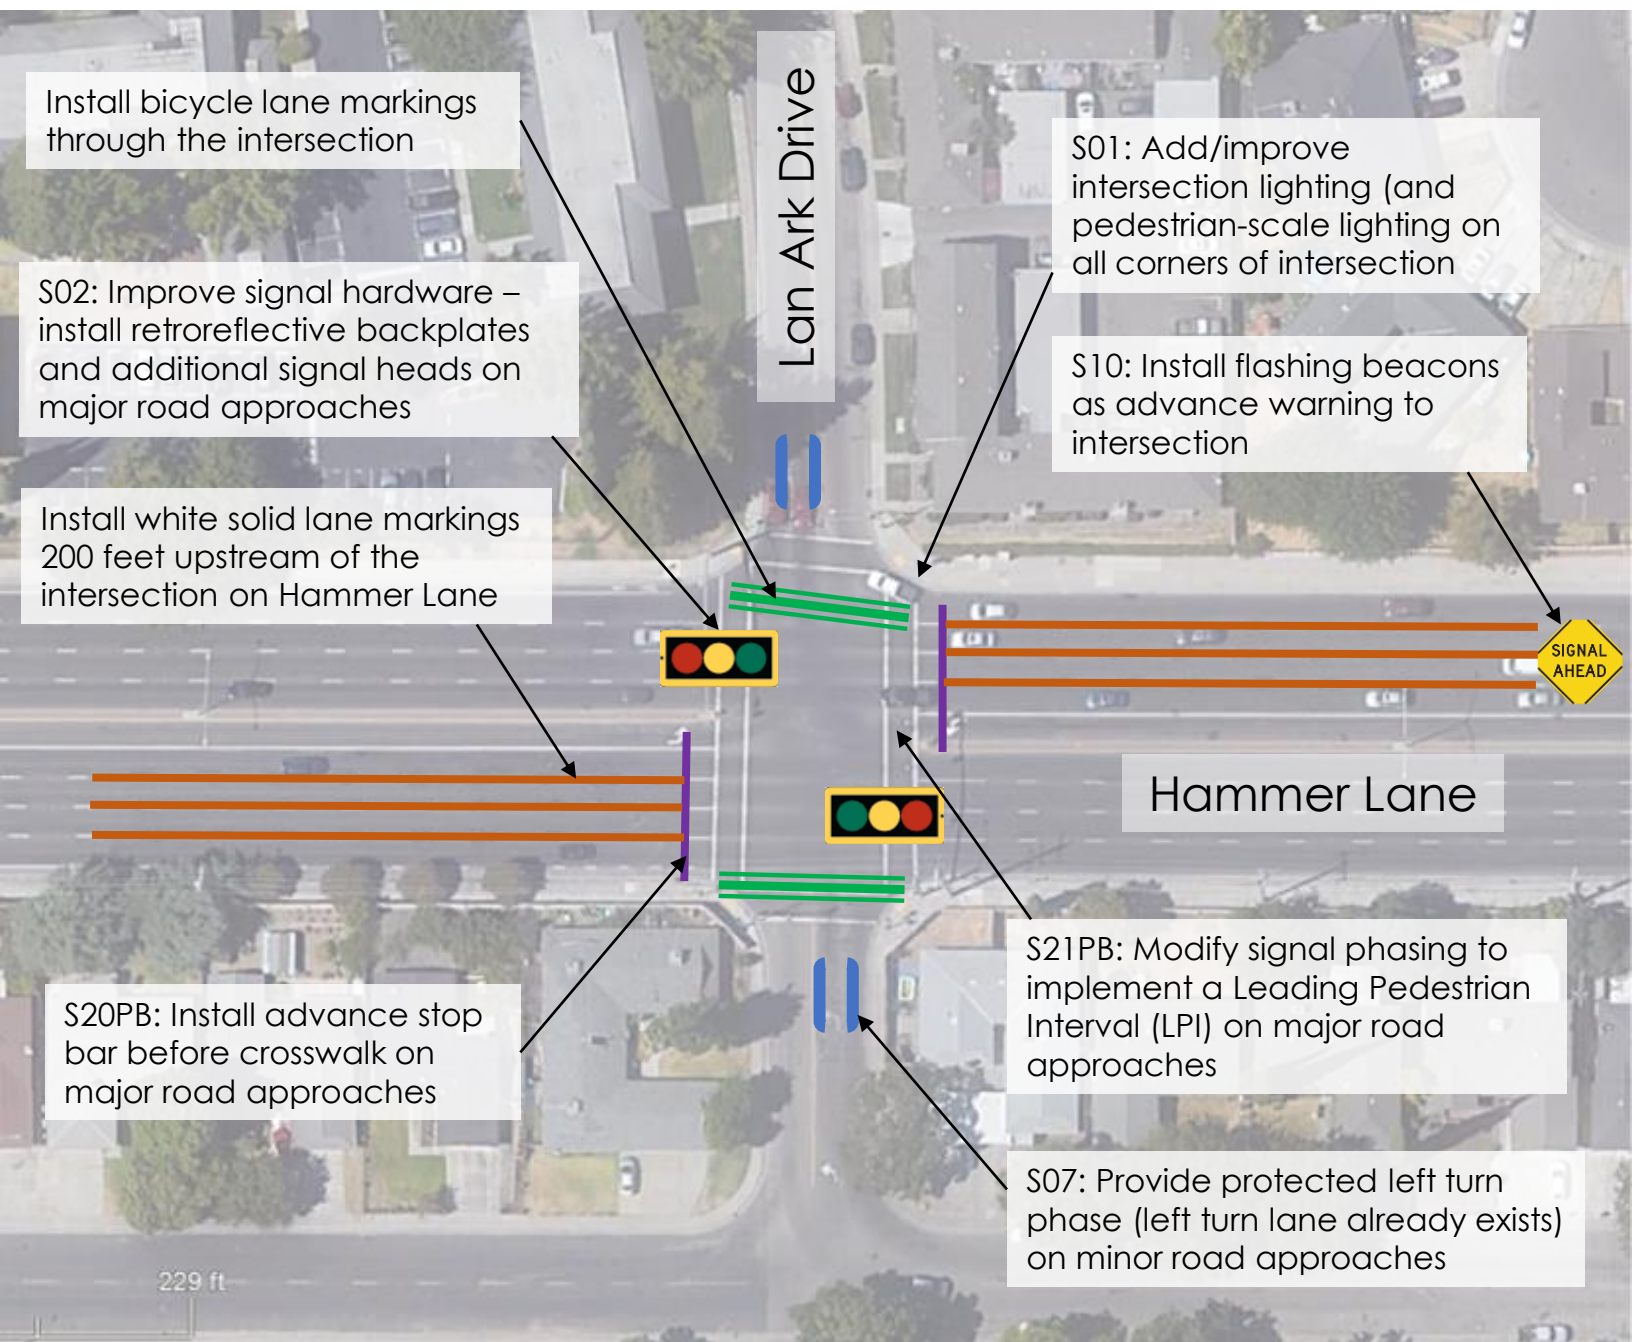 Install bicycle lane markings
through the intersection
Lan Ark Drive
S01: Add/improve
intersection lighting (and
pedestrian-scale lighting on
all corners of intersection
S02: Improve signal hardware –
install retroreflective backplates
and additional signal heads on
major road approaches
S10: Install flashing beacons
as advance warning to
intersection
Install white solid lane markings
200 feet upstream of the
intersection on Hammer Lane
SIGNAL
AHEAD
Hammer Lane
S20PB: Install advance stop
bar before crosswalk on
major road approaches
S21PB: Modify signal phasing to
implement a Leading Pedestrian
Interval (LPI) on major road
approaches
S07: Provide protected left turn
phase (left turn lane already exists)
on minor road approaches
229 ft